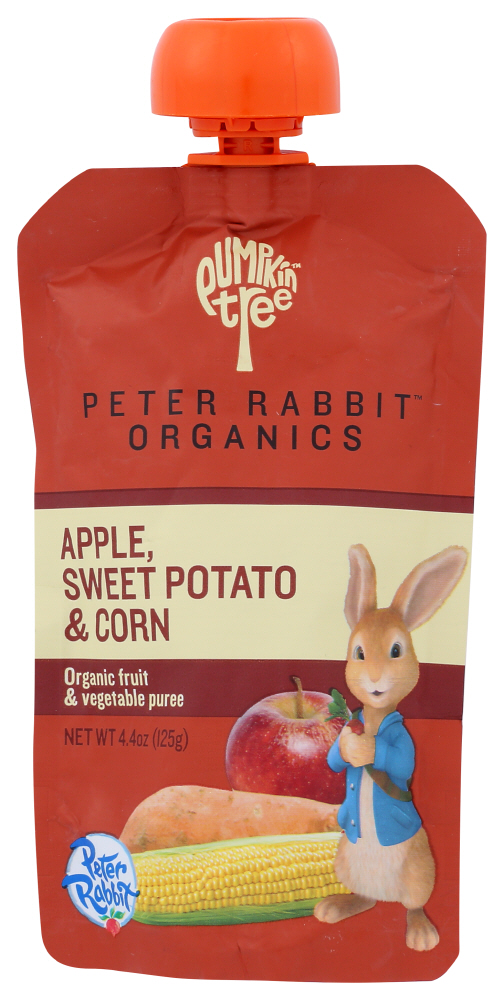 Pumpkin™
tree
PETER RABBIT™
ORGANICS
APPLE,
SWEET POTATO
& CORN
Organic fruit
& vegetable puree
NET WT 4.4oz (125g)
Peter
Rabbit